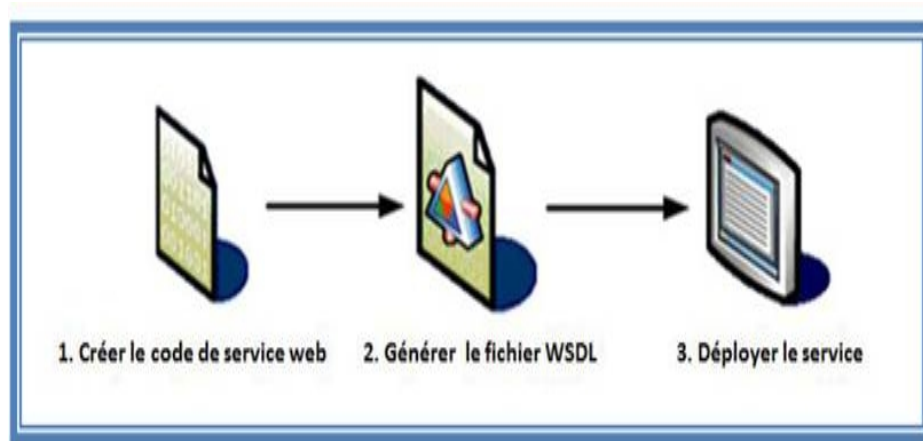 1. Créer le code de service web
2. Générer le fichier WSDL
3. Déployer le service